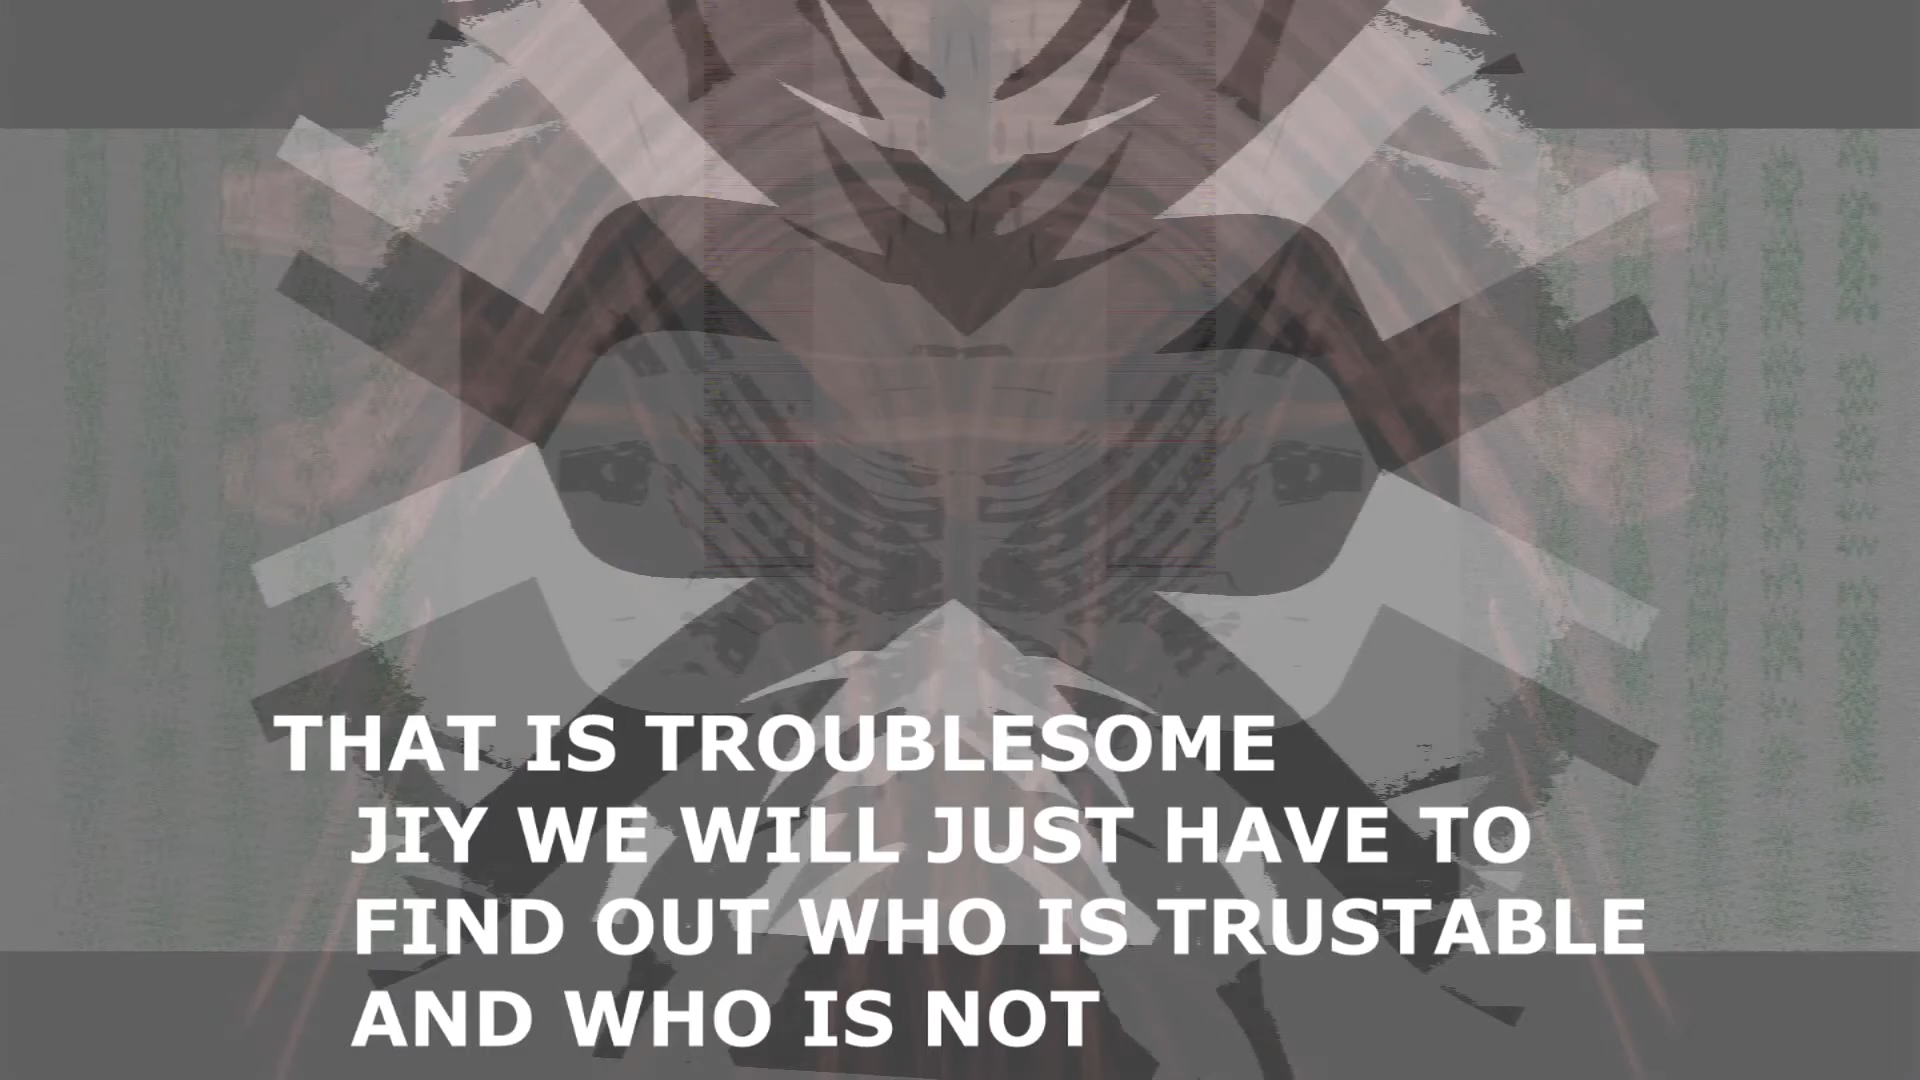 THAT IS TROUBLESOME
JIY WE WILL JUST HAVE TO
FIND OUT WHO IS TRUSTABLE
AND WHO IS NOT